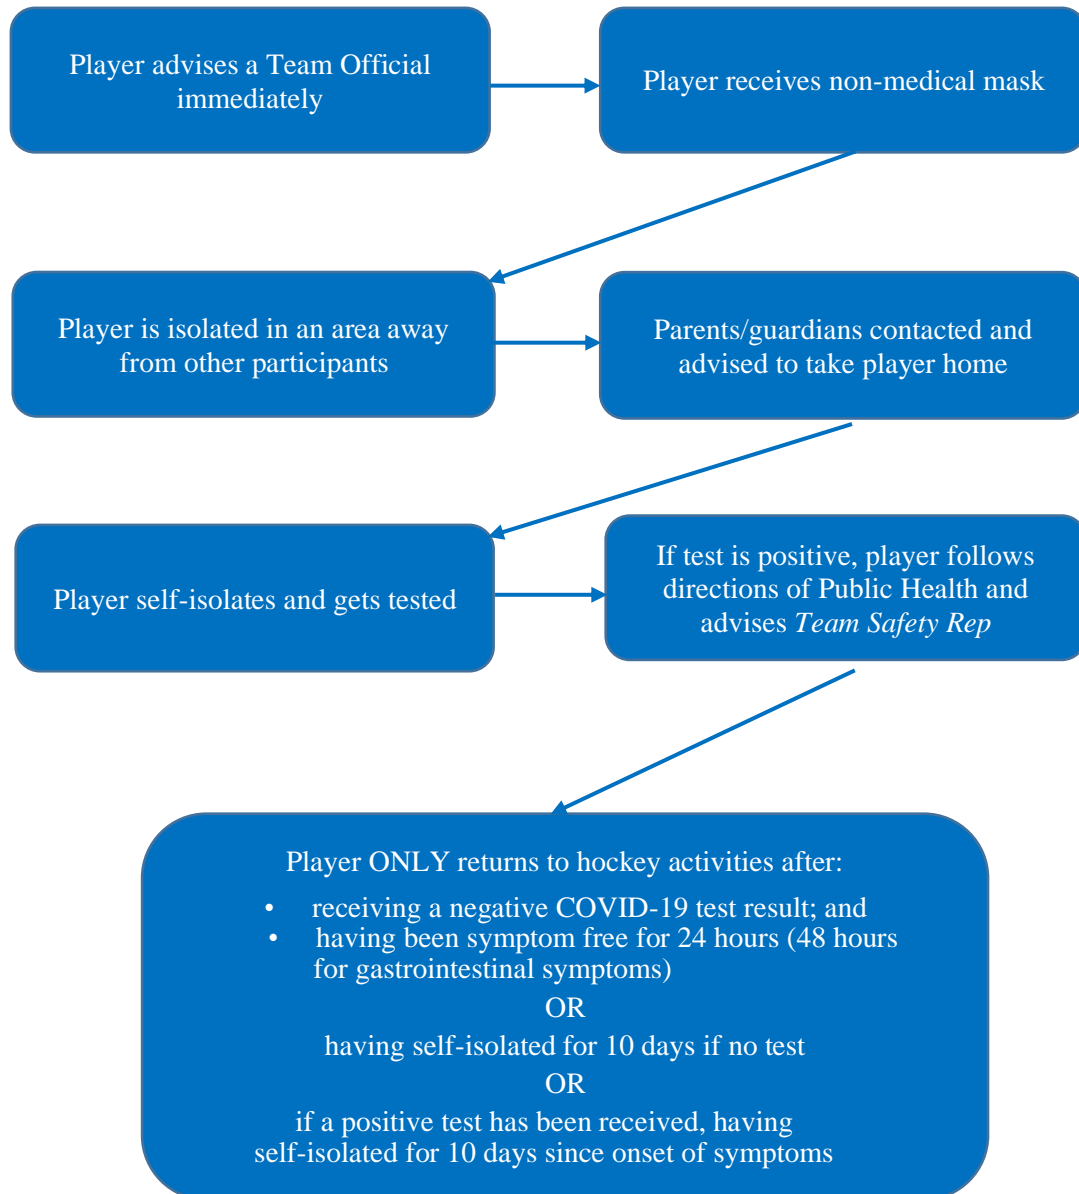 Player advises a Team Official
immediately
Player receives non-medical mask
Player is isolated in an area away
from other participants
Parents/guardians contacted and
advised to take player home
Player self-isolates and gets tested
If test is positive, player follows
directions of Public Health and
advises Team Safety Rep
Player ONLY returns to hockey activities after:
• receiving a negative COVID-19 test result; and
• having been symptom free for 24 hours (48 hours
for gastrointestinal symptoms)
OR
having self-isolated for 10 days if no test
OR
if a positive test has been received, having
self-isolated for 10 days since onset of symptoms